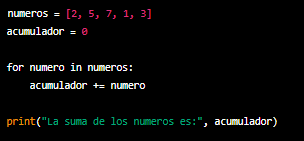 numeros = [2, 5, 7, 1, 3]
acumulador = 0

for numero in numeros:
    acumulador += numero

print("La suma de los numeros es:", acumulador)